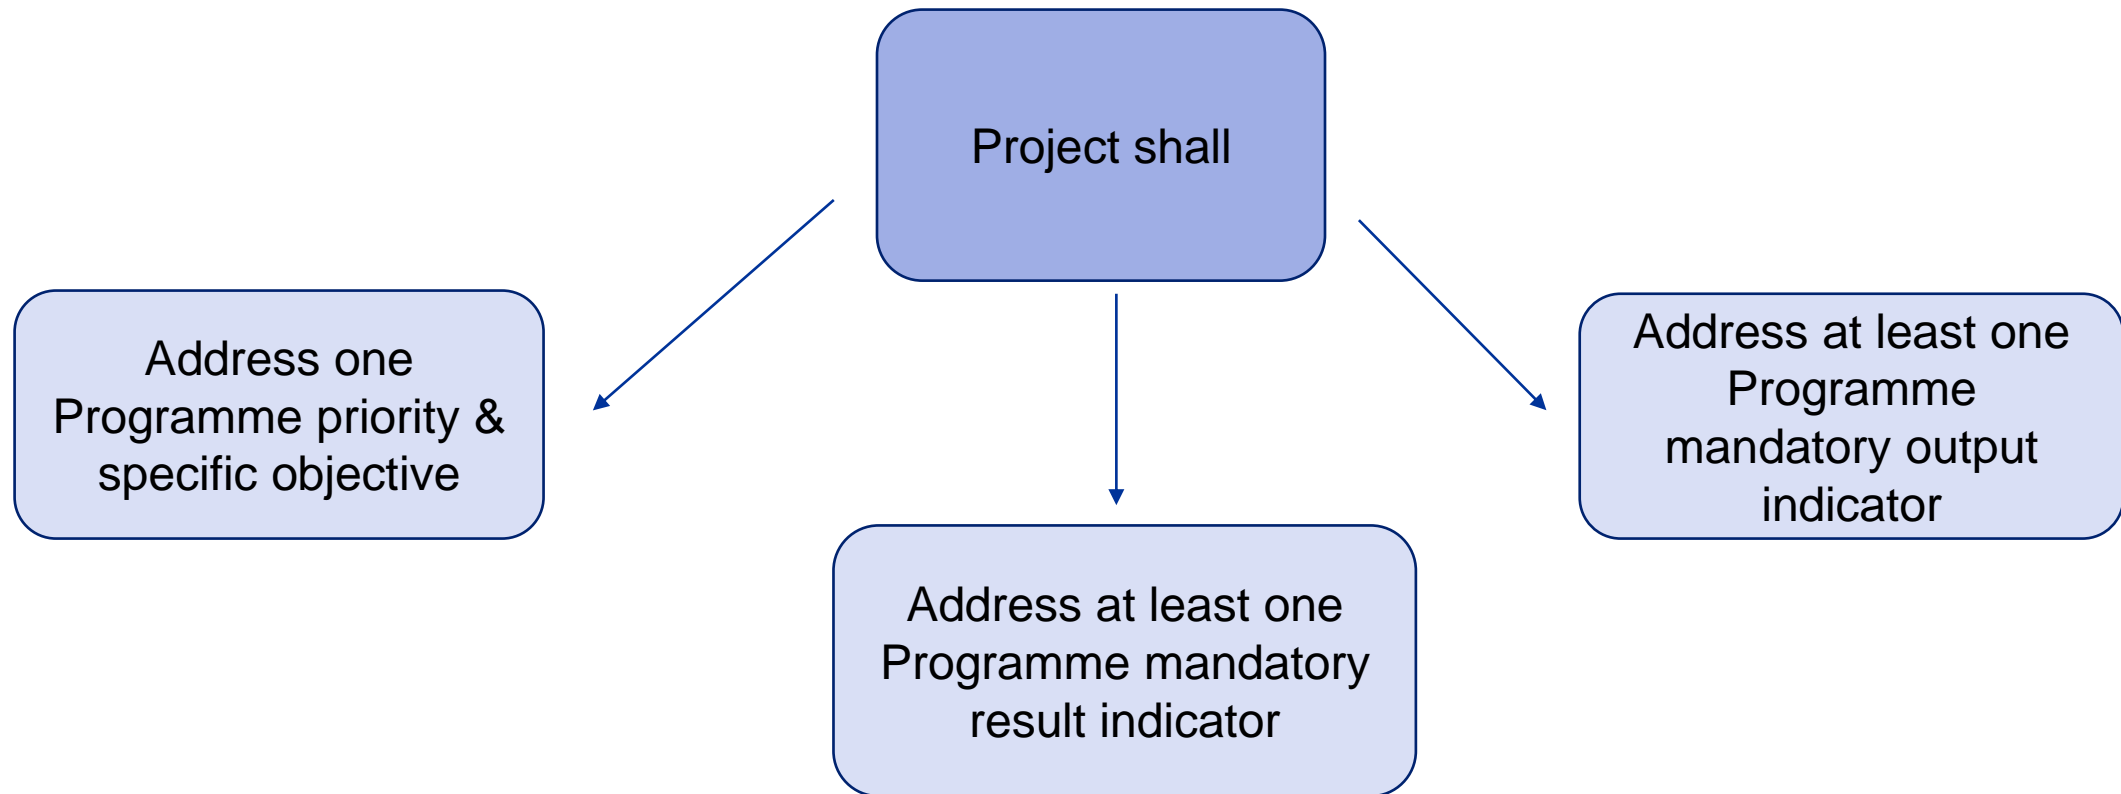 Project shall
Address one
Programme priority &
specific objective
Address at least one
Programme mandatory
result indicator
Address at least one
Programme
mandatory output
indicator